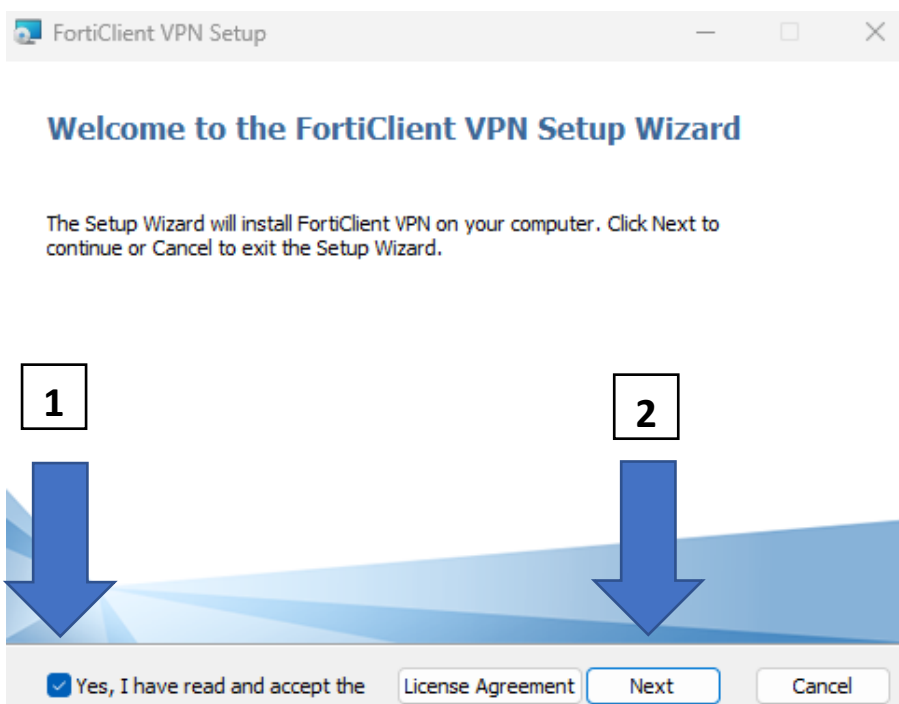 FortiClient VPN Setup
Welcome to the FortiClient VPN Setup Wizard
The Setup Wizard will install FortiClient VPN on your computer. Click Next to
continue or Cancel to exit the Setup Wizard.
1
2
Yes, I have read and accept the
License Agreement
Next
Cancel